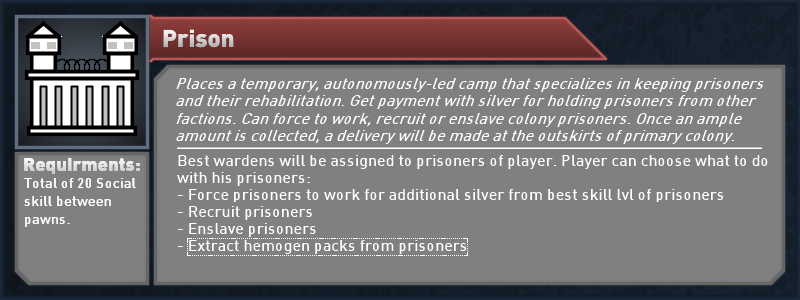 Prison
Places a temporary, autonomously-led camp that specializes in keeping prisoners
and their rehabilitation. Get payment with silver for holding prisoners from other
factions. Can force to work, recruit or enslave colony prisoners. Once an ample
amount is collected, a delivery will be made at the outskirts of primary colony.
Requirments:
Total of 20 Social
skill between
pawns.
Best wardens will be assigned to prisoners of player. Player can choose what to do
with his prisoners:
- Force prisoners to work for additional silver from best skill lvl of prisoners
- Recruit prisoners
- Enslave prisoners
- Extract hemogen packs from prisoners